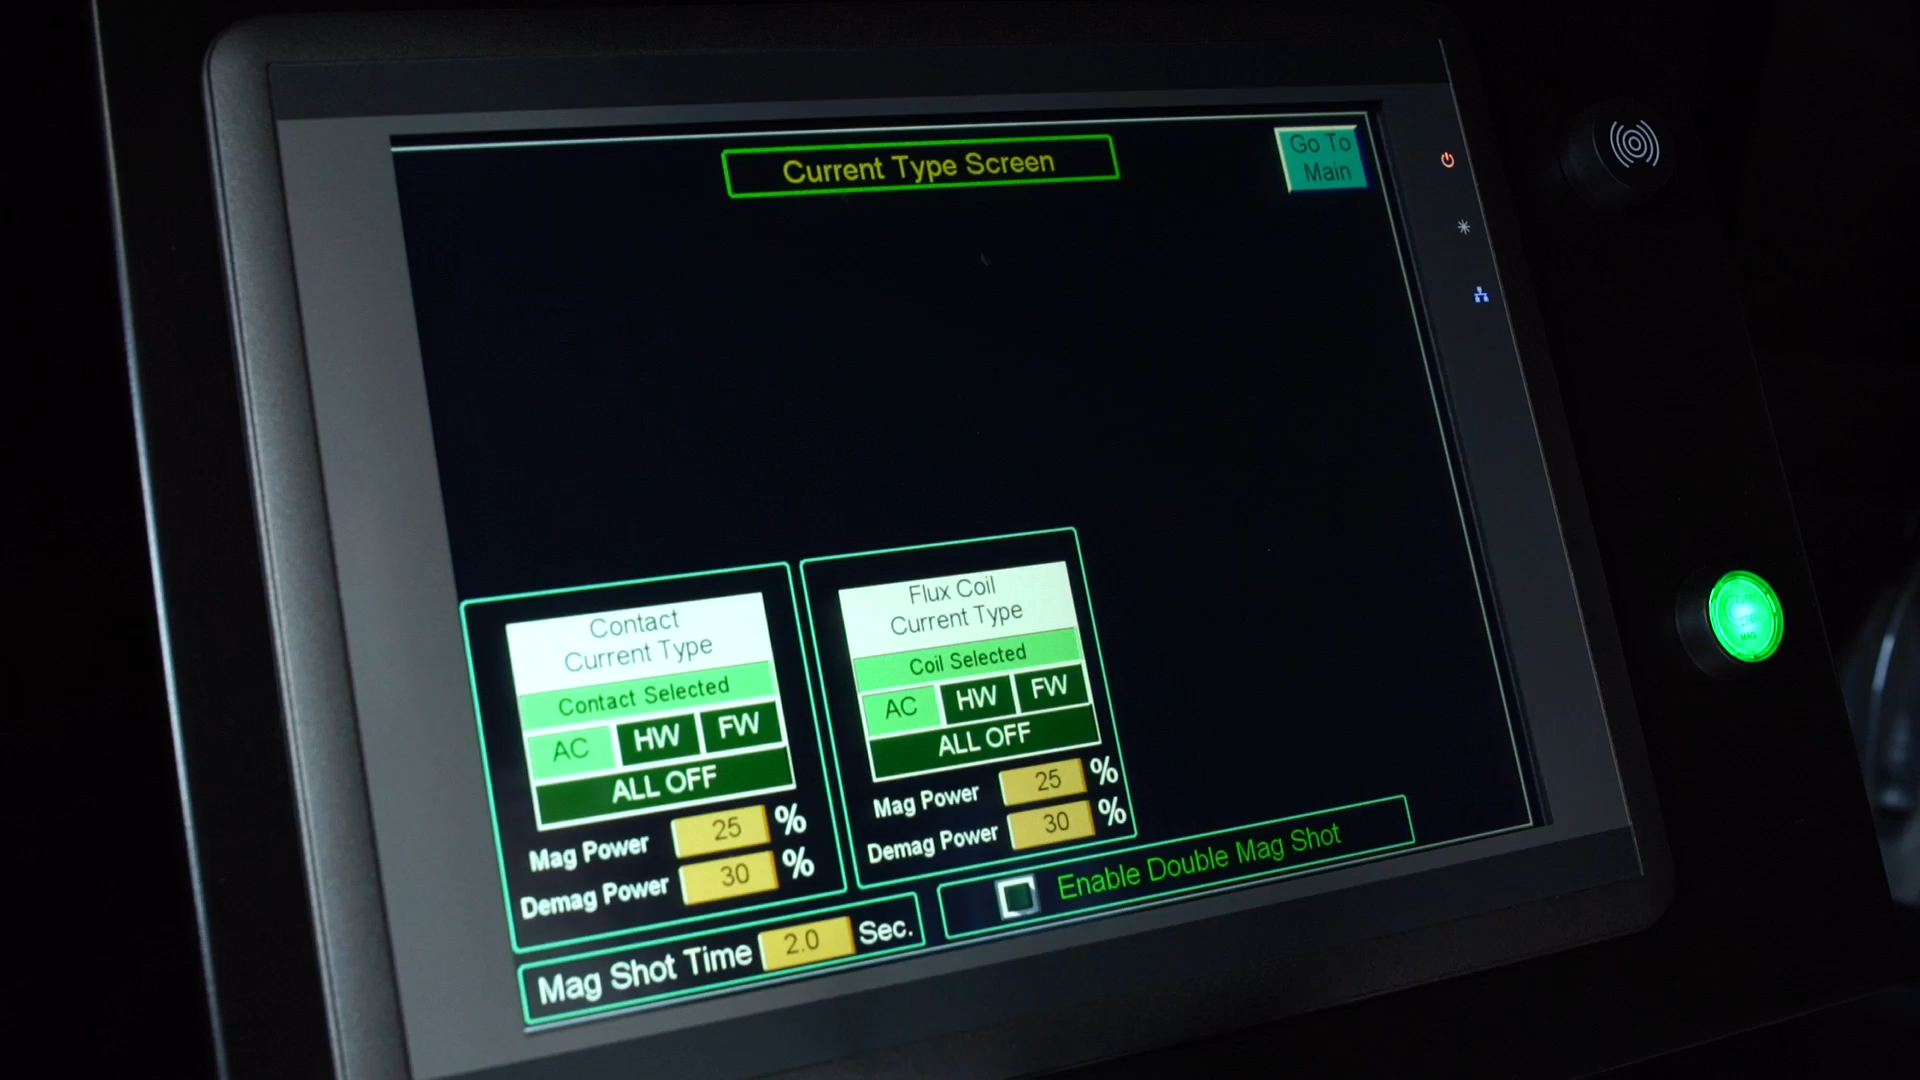 Current Type Screen
Go To
Main
Contact
Current Type
Contact Selected
AC HW FW
ALL OFF
Mag Power 25 %
Demag Power 30 %
Flux Coil
Current Type
Coil Selected
AC HW FW
ALL OFF
Mag Power 25 %
Demag Power 30 %
Mag Shot Time 2.0 Sec.
Enable Double Mag Shot
MAG